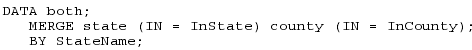 DATA both;
   MERGE state (IN = InState) county (IN = InCounty);
   BY StateName;